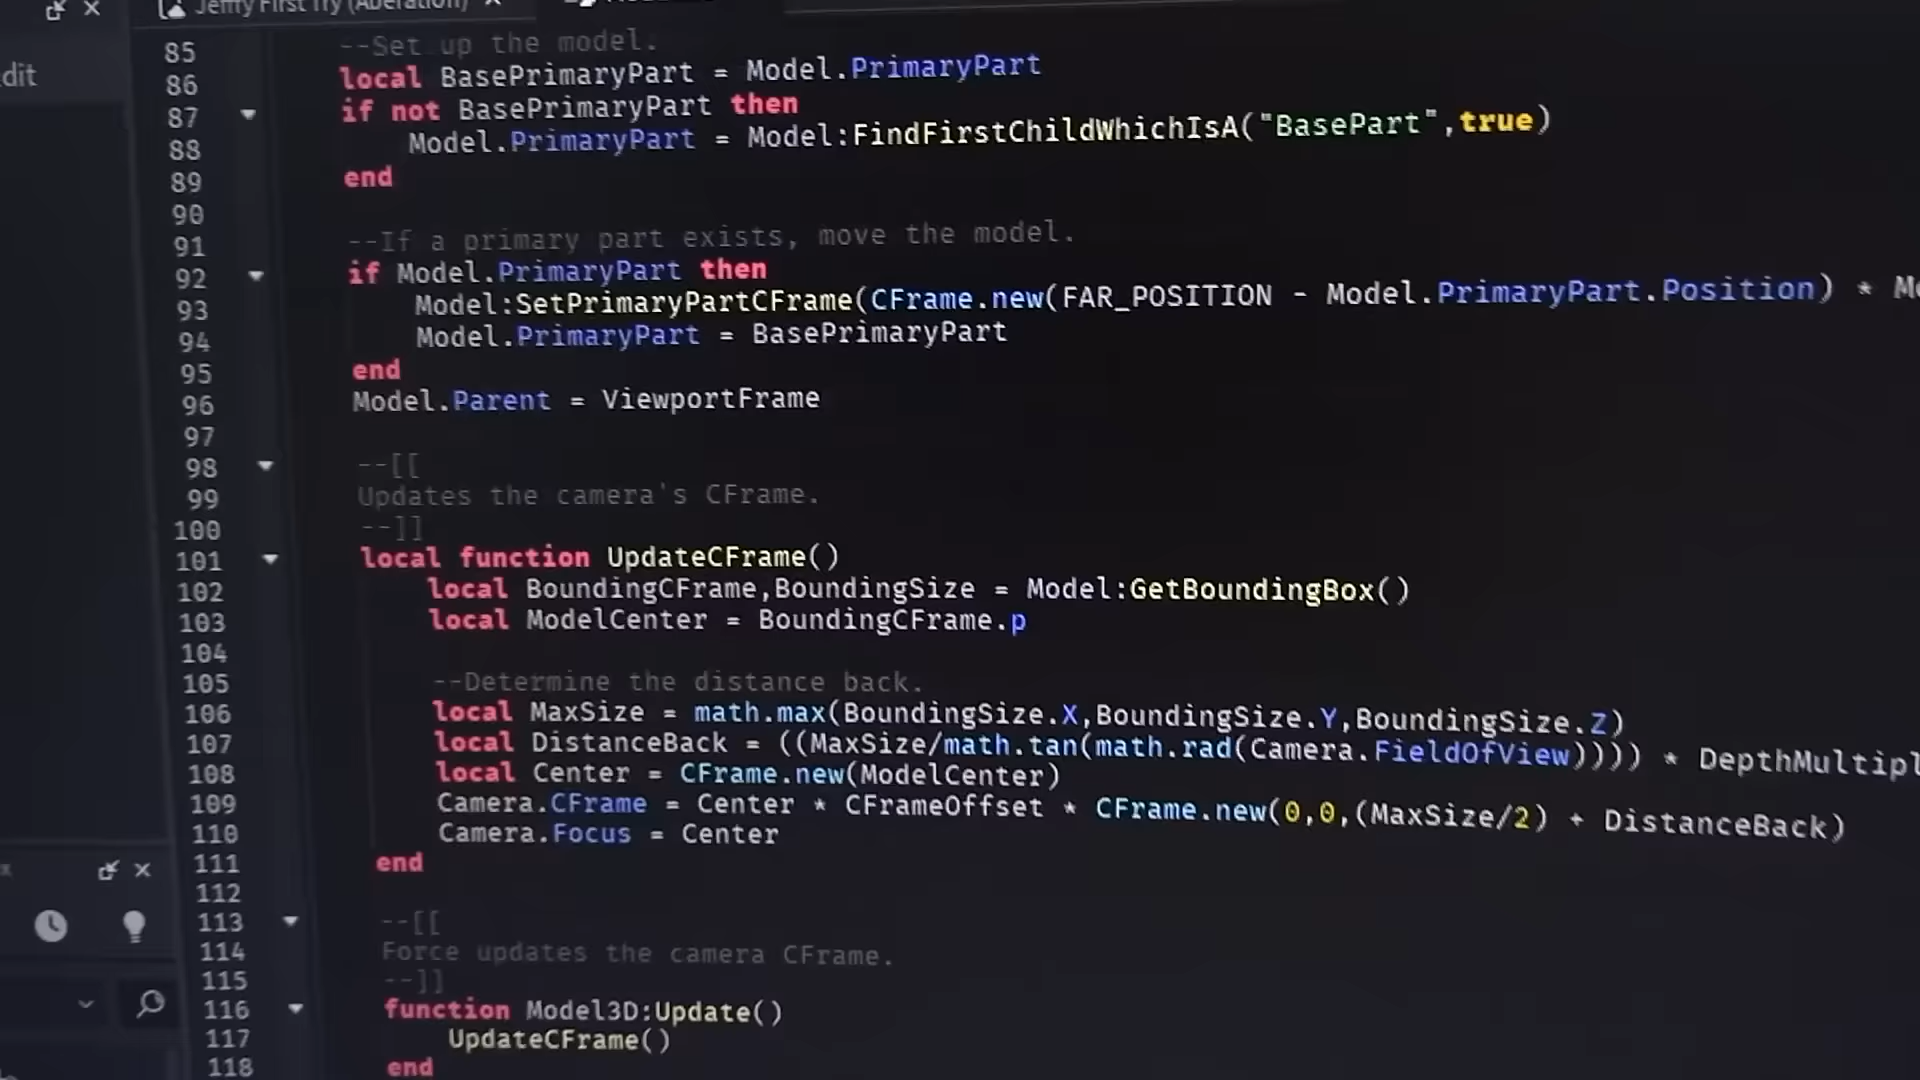 Jeffry First Try (Aberation)
dit
85 --Set up the model.
86 local BasePrimaryPart = Model.PrimaryPart
87 if not BasePrimaryPart then
88 Model.PrimaryPart = Model:FindFirstChildWhichIsA("BasePart",true)
89 end
90
91 --If a primary part exists, move the model.
92 if Model.PrimaryPart then
93 Model:SetPrimaryPartCFrame(CFrame.new(FAR_POSITION - Model.PrimaryPart.Position) * Mo
94 Model.PrimaryPart = BasePrimaryPart
95 end
96 Model.Parent = ViewportFrame
97
98 --[[
99 Updates the camera's CFrame.
100 --]]
101 local function UpdateCFrame()
102 local BoundingCFrame,BoundingSize = Model:GetBoundingBox()
103 local ModelCenter = BoundingCFrame.p
104
105 --Determine the distance back.
106 local MaxSize = math.max(BoundingSize.X,BoundingSize.Y,BoundingSize.Z)
107 local DistanceBack = ((MaxSize/math.tan(math.rad(Camera.FieldOfView)))) * DepthMultipl
108 local Center = CFrame.new(ModelCenter)
109 Camera.CFrame = Center * CFrameOffset * CFrame.new(0,0,(MaxSize/2) + DistanceBack)
110 Camera.Focus = Center
111 end
112
113 --[[
114 Force updates the camera CFrame.
115 --]]
116 function Model3D:Update()
117 UpdateCFrame()
118 end